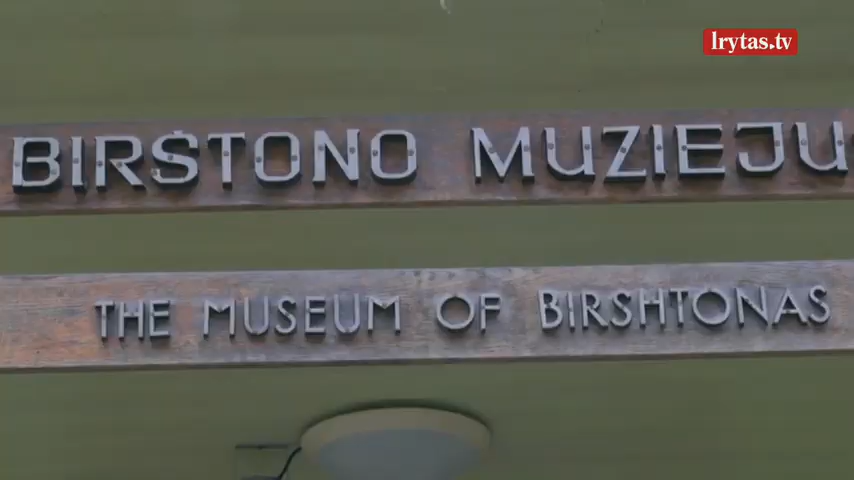 lrytas.tv
BIRŠTONO MUZIEJU
THE MUSEUM OF BIRSHTONAS